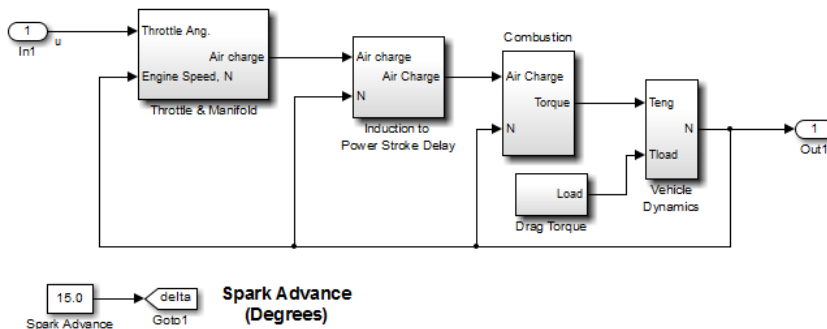 1
In1
u
Throttle Ang.
Air charge
Engine Speed, N
Throttle & Manifold
Air charge
Air Charge
N
Induction to
Power Stroke Delay
Combustion
Air Charge
Torque
N
Load
Drag Torque
Teng
N
Tload
Vehicle
Dynamics
1
Out1
15.0
Spark Advance
delta
Goto1
Spark Advance
(Degrees)